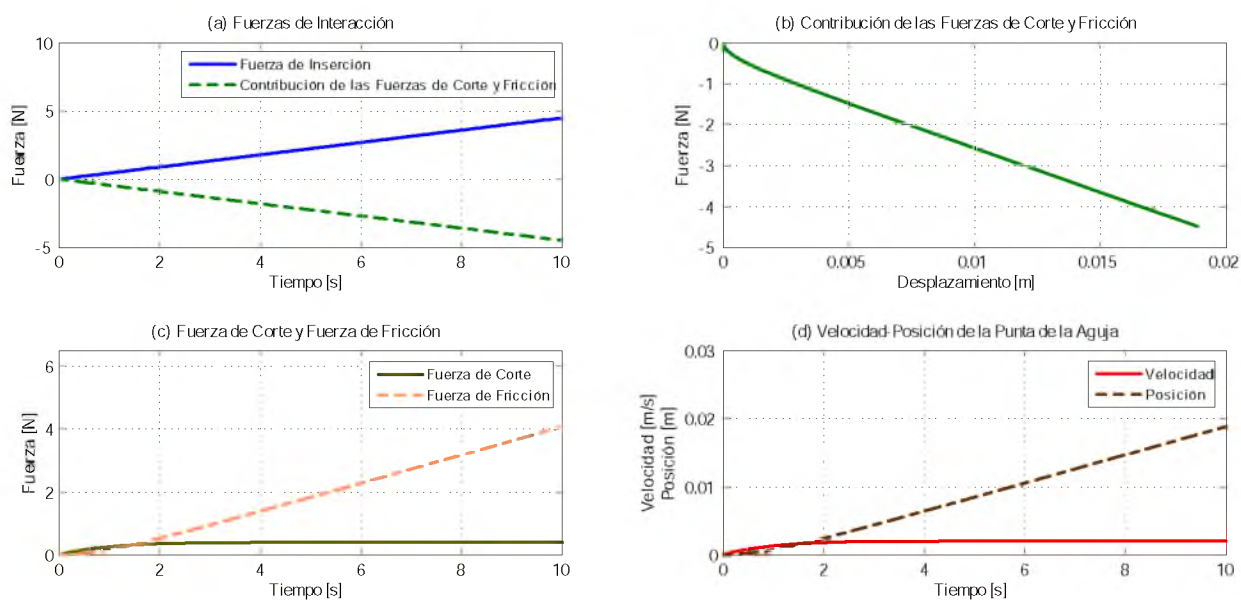 (a) Fuerzas de Interacción
10
5
0
-5
Fuerza [N]
Fuerza de Inserción
Contribución de las Fuerzas de Corte y Fricción
0 2 4 6 8 10
Tiempo [s]
(b) Contribución de las Fuerzas de Corte y Fricción
0
-1
-2
-3
-4
-5
Fuerza [N]
0 0.005 0.01 0.015 0.02
Desplazamiento [m]
(c) Fuerza de Corte y Fuerza de Fricción
6
4
2
0
Fuerza [N]
Fuerza de Corte
Fuerza de Fricción
0 2 4 6 8 10
Tiempo [s]
(d) Velocidad-Posición de la Punta de la Aguja
0.03
0.02
0.01
0
Velocidad [m/s]
Posición [m]
Velocidad
Posición
0 2 4 6 8 10
Tiempo [s]